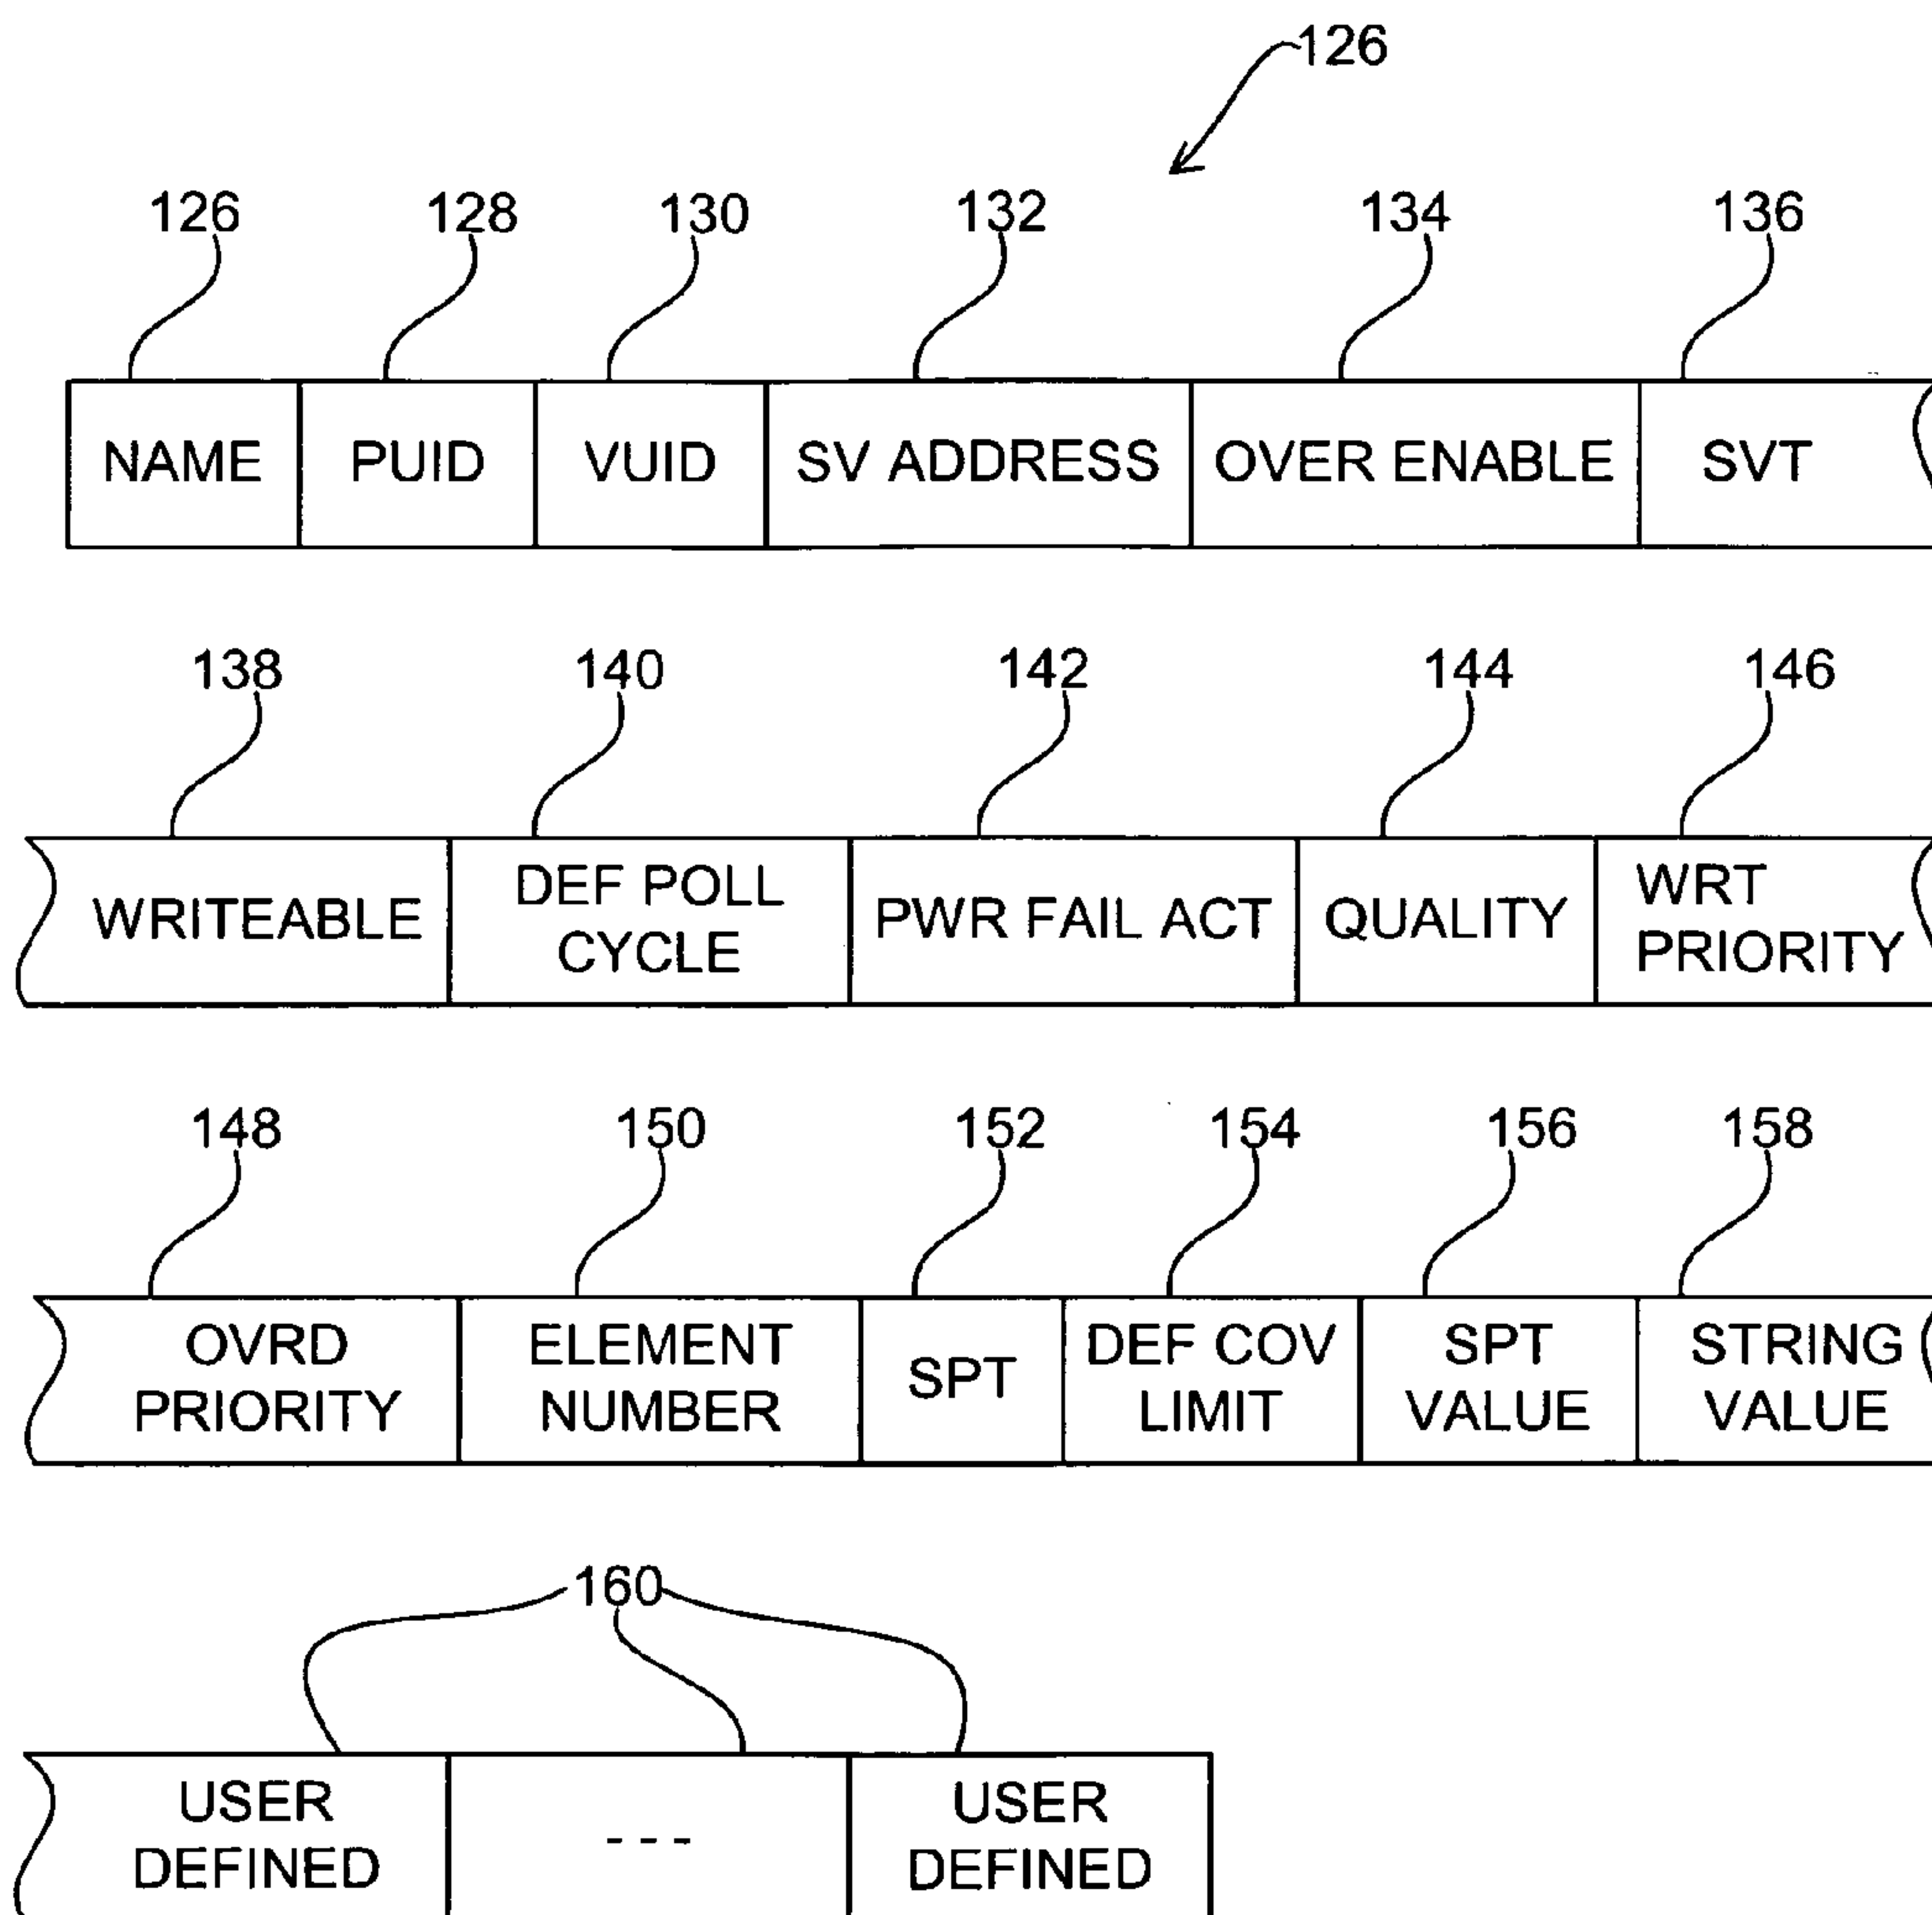 126
126 128 130 132 134 136
NAME PUID VUID SV ADDRESS OVER ENABLE SVT
138 140 142 144 146
WRITEABLE DEF POLL CYCLE PWR FAIL ACT QUALITY WRT PRIORITY
148 150 152 154 156 158
OVRD PRIORITY ELEMENT NUMBER SPT DEF COV LIMIT SPT VALUE STRING VALUE
160
USER DEFINED - - - USER DEFINED